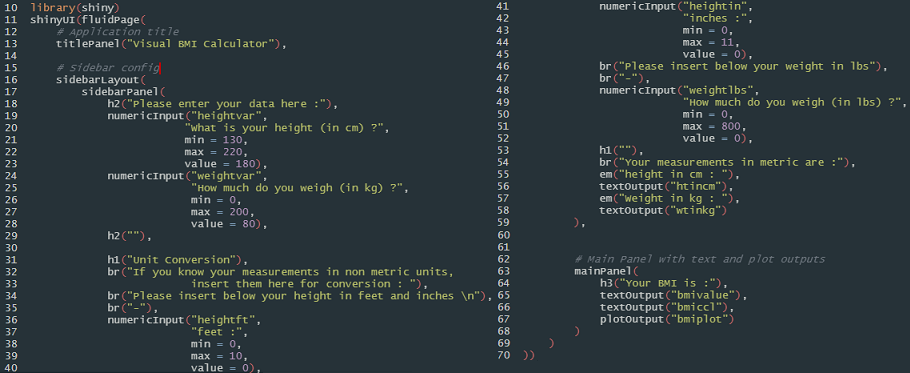 10 library(shiny)
11 shinyUI(fluidPage(
12 # Application title
13 titlePanel("Visual BMI Calculator"),
14
15 # Sidebar config
16 sidebarLayout(
17 sidebarPanel(
18 h2("Please enter your data here :"),
19 numericInput("heightvar",
20 "What is your height (in cm) ?",
21 min = 130,
22 max = 220,
23 value = 180),
24 numericInput("weightvar",
25 "How much do you weigh (in kg) ?",
26 min = 0,
27 max = 200,
28 value = 80),
29 h2(""),
30
31 h1("Unit Conversion"),
32 br("If you know your measurements in non metric units,
33 insert them here for conversion : "),
34 br("Please insert below your height in feet and inches \n"),
35 br("-"),
36 numericInput("heightft",
37 "feet :",
38 min = 0,
39 max = 10,
40 value = 0),
41 numericInput("heightin",
42 "inches :",
43 min = 0,
44 max = 11,
45 value = 0),
46 br("Please insert below your weight in lbs"),
47 br("-"),
48 numericInput("weightlbs",
49 "How much do you weigh (in lbs) ?",
50 min = 0,
51 max = 800,
52 value = 0),
53 h1(""),
54 br("Your measurements in metric are :"),
55 em("height in cm : "),
56 textOutput("htincm"),
57 em("Weight in kg : "),
58 textOutput("wtinkg")
59 ),
60
61
62 # Main Panel with text and plot outputs
63 mainPanel(
64 h3("Your BMI is :"),
65 textOutput("bmivalue"),
66 textOutput("bmiccl"),
67 plotOutput("bmiplot")
68 )
69 )
70 ))